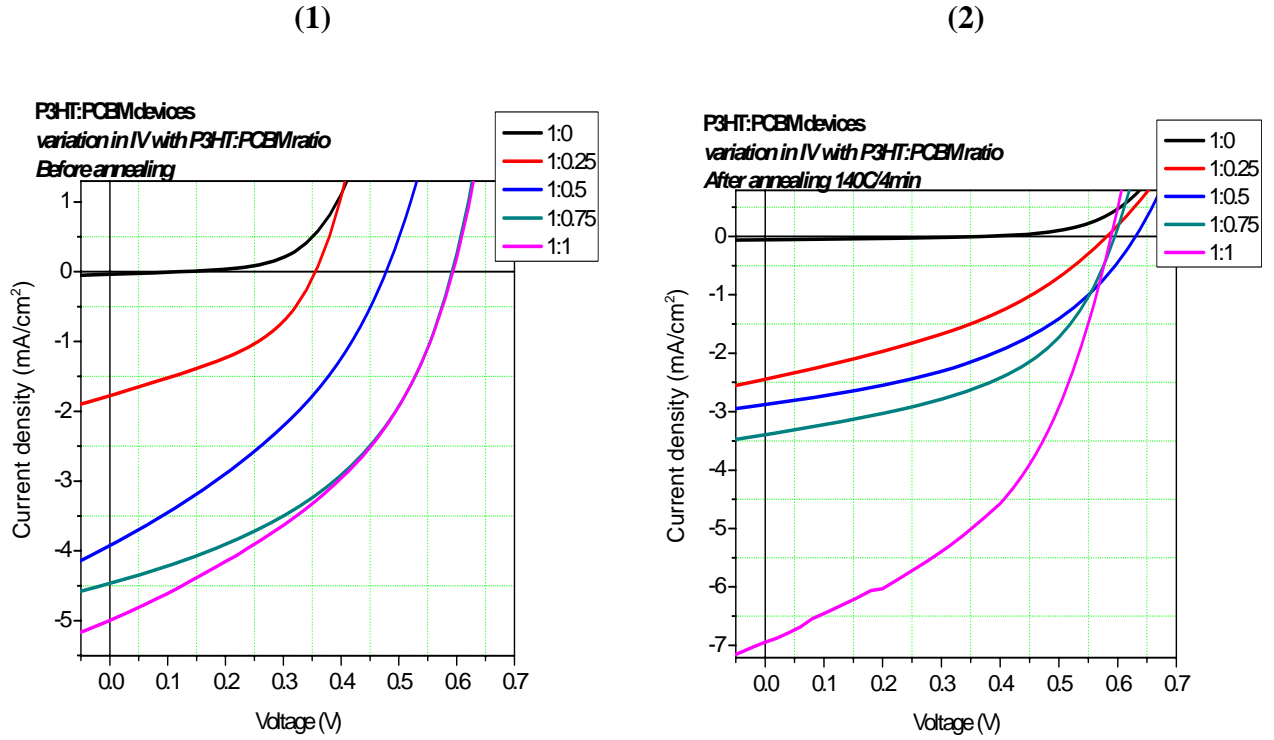 (1)
(2)
P3HT:PCBM devices
variation in IV with P3HT:PCBM ratio
Before annealing
1:0
1:0.25
1:0.5
1:0.75
1:1
1
0
-1
-2
-3
-4
-5
Current density (mA/cm²)
0.0 0.1 0.2 0.3 0.4 0.5 0.6 0.7
Voltage (V)
P3HT:PCBM devices
variation in IV with P3HT:PCBM ratio
After annealing 140C/4min
1:0
1:0.25
1:0.5
1:0.75
1:1
0
-1
-2
-3
-4
-5
-6
-7
Current density (mA/cm²)
0.0 0.1 0.2 0.3 0.4 0.5 0.6 0.7
Voltage (V)